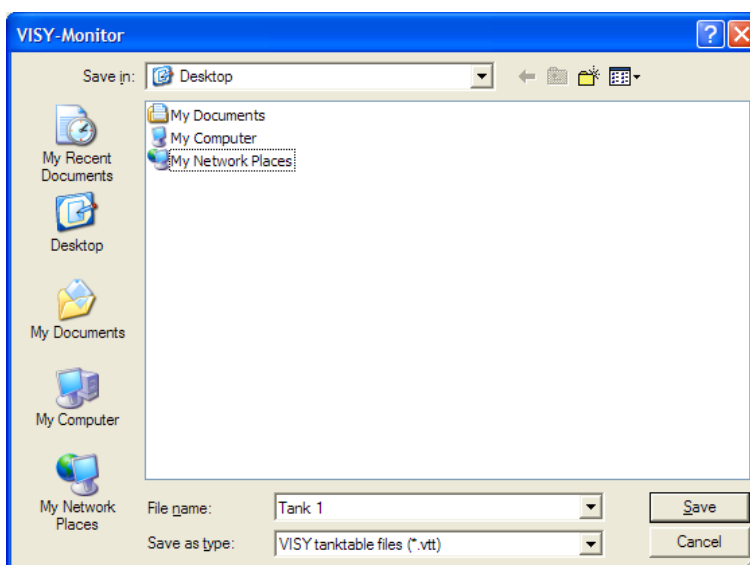 VISY-Monitor
Save in: Desktop
My Documents
My Computer
My Network Places
My Recent
Documents
Desktop
My Documents
My Computer
My Network
Places
File name: Tank 1 Save
Save as type: VISY tanktable files (*.vtt) Cancel